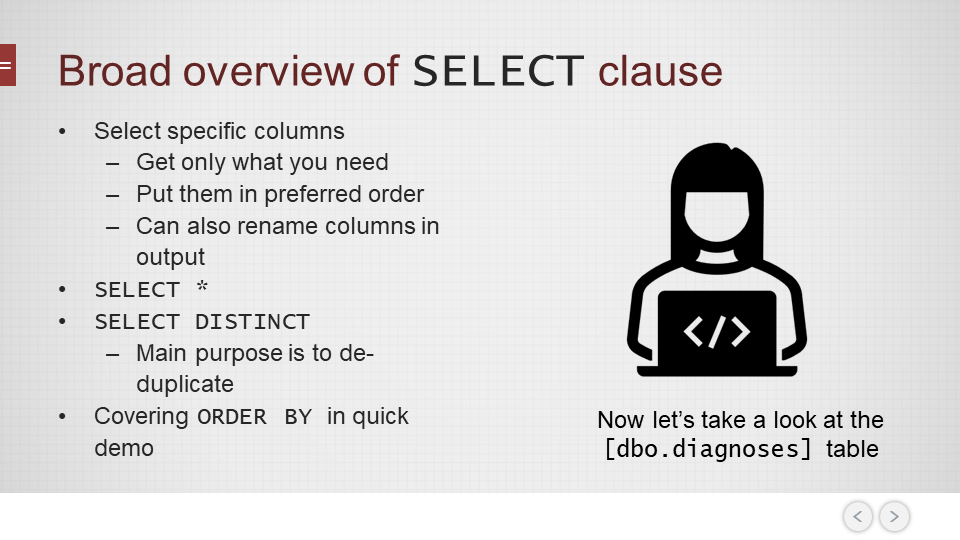 Broad overview of SELECT clause
• Select specific columns
– Get only what you need
– Put them in preferred order
– Can also rename columns in
output
• SELECT *
• SELECT DISTINCT
– Main purpose is to de-
duplicate
• Covering ORDER BY in quick
demo
</>
Now let’s take a look at the
[dbo.diagnoses] table